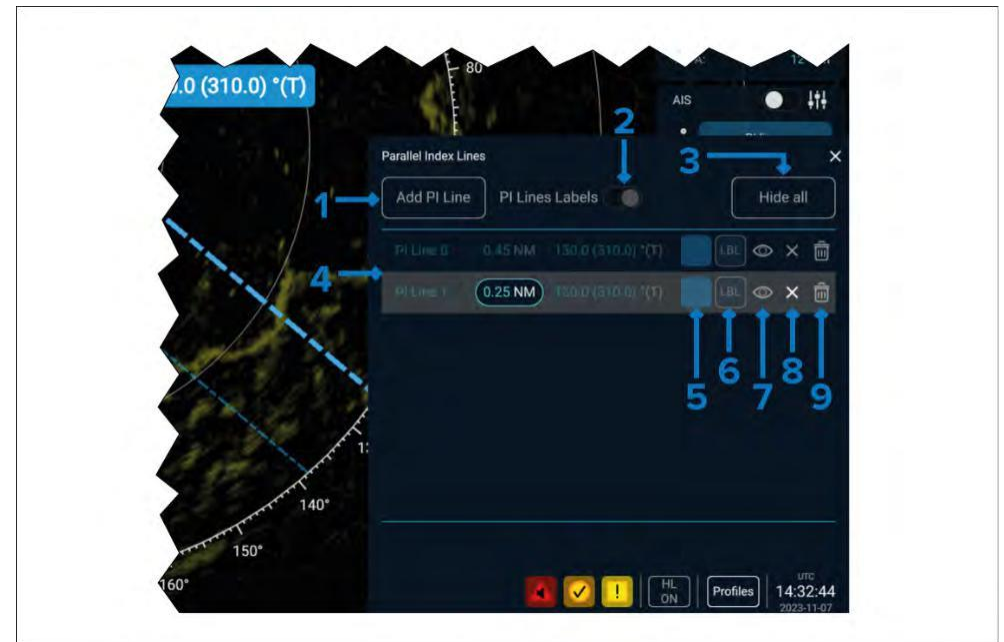 80
12
.0 (310.0) °(T)
AIS
2
Parallel Index Lines
3
1
Add PI Line
PI Lines Labels
Hide all
PI Line 0 0.45 NM 130.0 (310.0) °(T) LBL
4
PI Line 1 0.25 NM 130.0 (310.0) °(T) LBL
5 6 7 8 9
140°
150°
160°
HL
ON
Profiles
UTC
14:32:44
2023-11-07